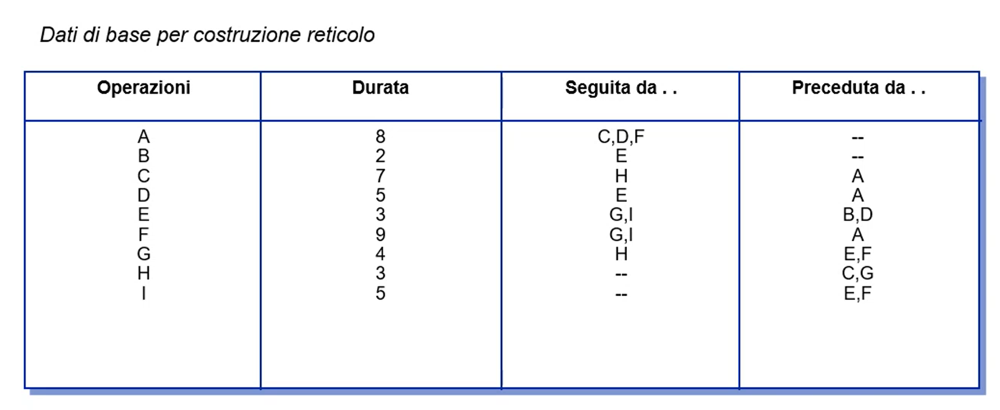 Dati di base per costruzione reticolo
Operazioni Durata Seguita da . . Preceduta da . .
A 8 C,D,F --
B 2 E --
C 7 H A
D 5 E A
E 3 G,I B,D
F 9 G,I A
G 4 H E,F
H 3 -- C,G
I 5 -- E,F